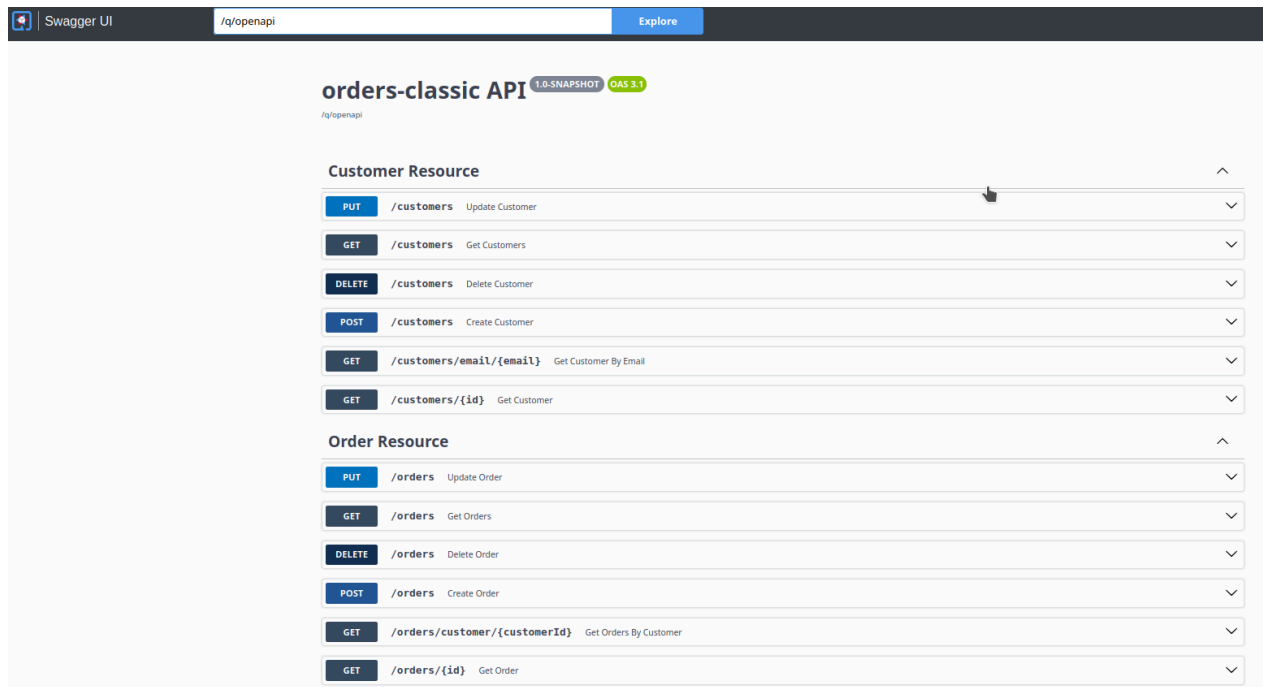 Swagger UI /q/openapi Explore
orders-classic API 1.0-SNAPSHOT OAS 3.1
/q/openapi
Customer Resource
PUT /customers Update Customer
GET /customers Get Customers
DELETE /customers Delete Customer
POST /customers Create Customer
GET /customers/email/{email} Get Customer By Email
GET /customers/{id} Get Customer
Order Resource
PUT /orders Update Order
GET /orders Get Orders
DELETE /orders Delete Order
POST /orders Create Order
GET /orders/customer/{customerId} Get Orders By Customer
GET /orders/{id} Get Order